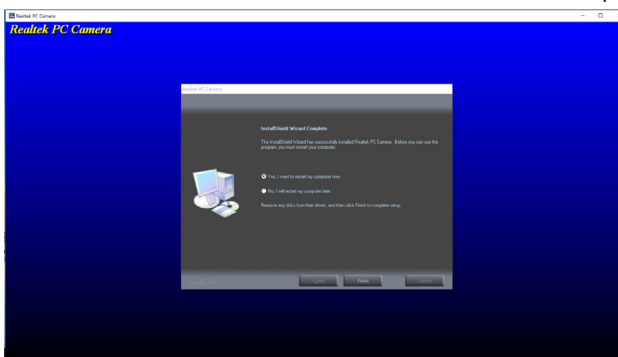 Realtek PC Camera
Realtek PC Camera
Realtek PC Camera
InstallShield Wizard Complete
The InstallShield Wizard has successfully installed Realtek PC Camera. Before you can use the
program, you must restart your computer.
Yes, I want to restart my computer now.
No, I will restart my computer later.
Remove any disks from their drives, and then click Finish to complete setup.
InstallShield
< Back
Finish
Cancel